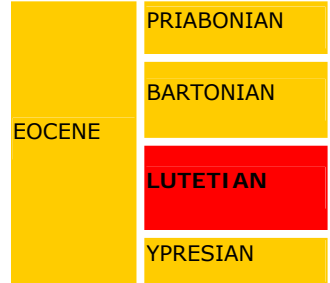 PRIABONIAN
BARTONIAN
EOCENE
LUTETIAN
YPRESIAN